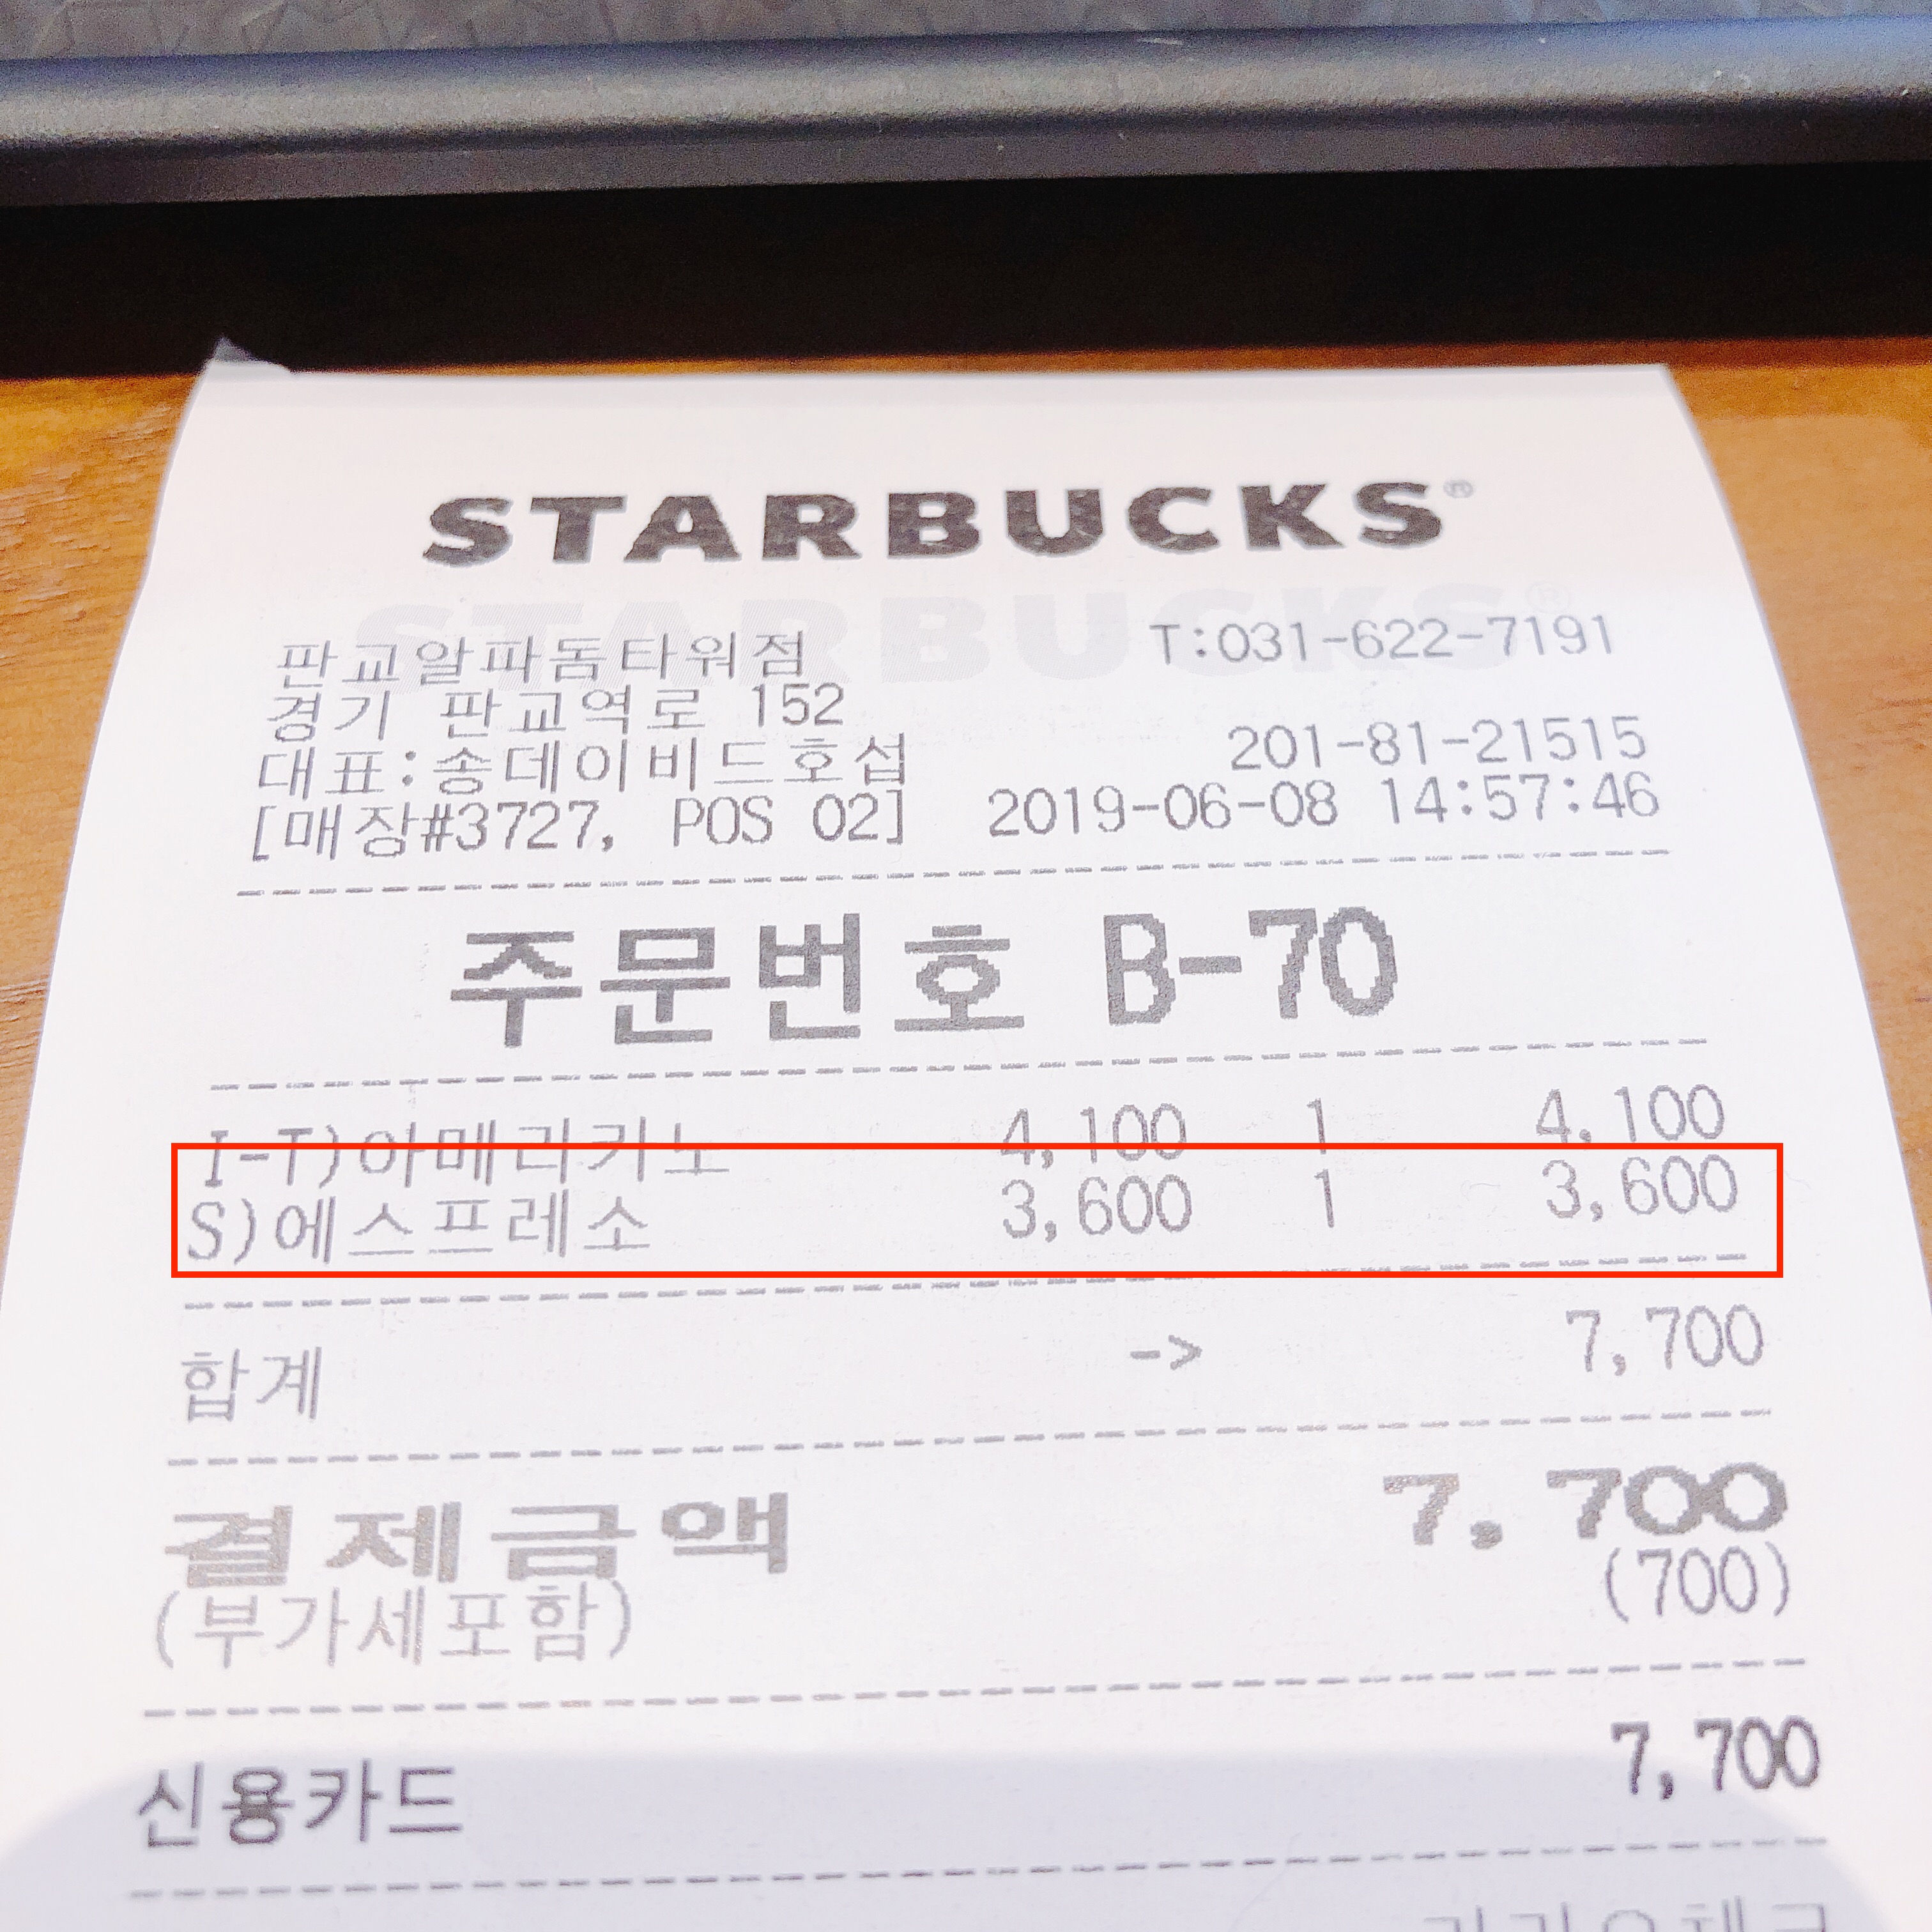 STARBUCKS®
STARBUCKS®
판교알파돔타워점 T:031-622-7191
경기 판교역로 152
대표:송데이비드호섭 201-81-21515
[매장#3727, POS 02] 2019-06-08 14:57:46
주문번호 B-70
I-T)아메리카노 4,100 1 4,100
S)에스프레소 3,600 1 3,600
합계 -> 7,700
결제금액 7,700
(부가세포함) (700)
신용카드 7,700